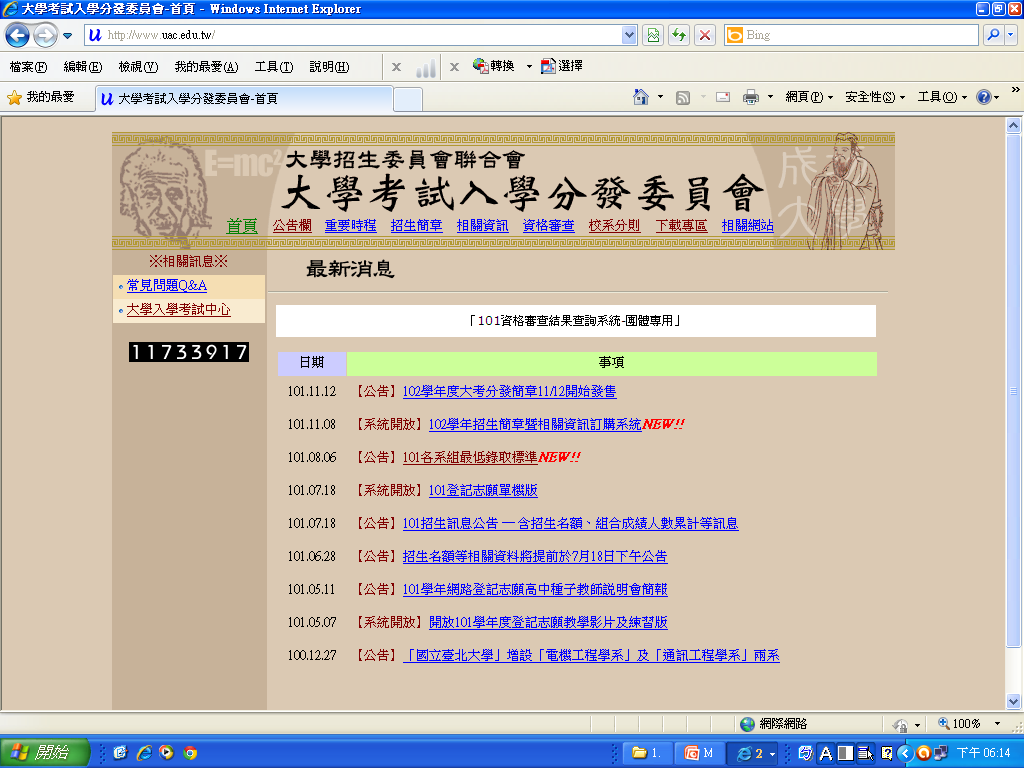 大學考試入學分發委員會-首頁 - Windows Internet Explorer
http://www.uac.edu.tw/
Bing
檔案(F) 編輯(E) 檢視(V) 我的最愛(A) 工具(T) 說明(H)
轉換 選擇
我的最愛 大學考試入學分發委員會-首頁
網頁(P) 安全性(S) 工具(O)
E=mc²
大學招生委員會聯合會
大學考試入學分發委員會
成大
首頁 公告欄 重要時程 招生簡章 相關資訊 資格審查 校系分則 下載專區 相關網站
※相關訊息※
常見問題Q&A
大學入學考試中心
11733917
最新消息
「101資格審查結果查詢系統-團體專用」
日期 事項
101.11.12 【公告】102學年度大考分發簡章11/12開始發售
101.11.08 【系統開放】102學年招生簡章暨相關資訊訂購系統NEW!!
101.08.06 【公告】101各系組最低錄取標準NEW!!
101.07.18 【系統開放】101登記志願單機版
101.07.18 【公告】101招生訊息公告 — 含招生名額、組合成績人數累計等訊息
101.06.28 【公告】招生名額等相關資料將提前於7月18日下午公告
101.05.11 【公告】101學年網路登記志願高中種子教師說明會簡報
101.05.07 【系統開放】開放101學年度登記志願教學影片及練習版
100.12.27 【公告】「國立臺北大學」增設「電機工程學系」及「通訊工程學系」兩系
網際網路 100%
開始
1.
M
2
A
下午 06:14